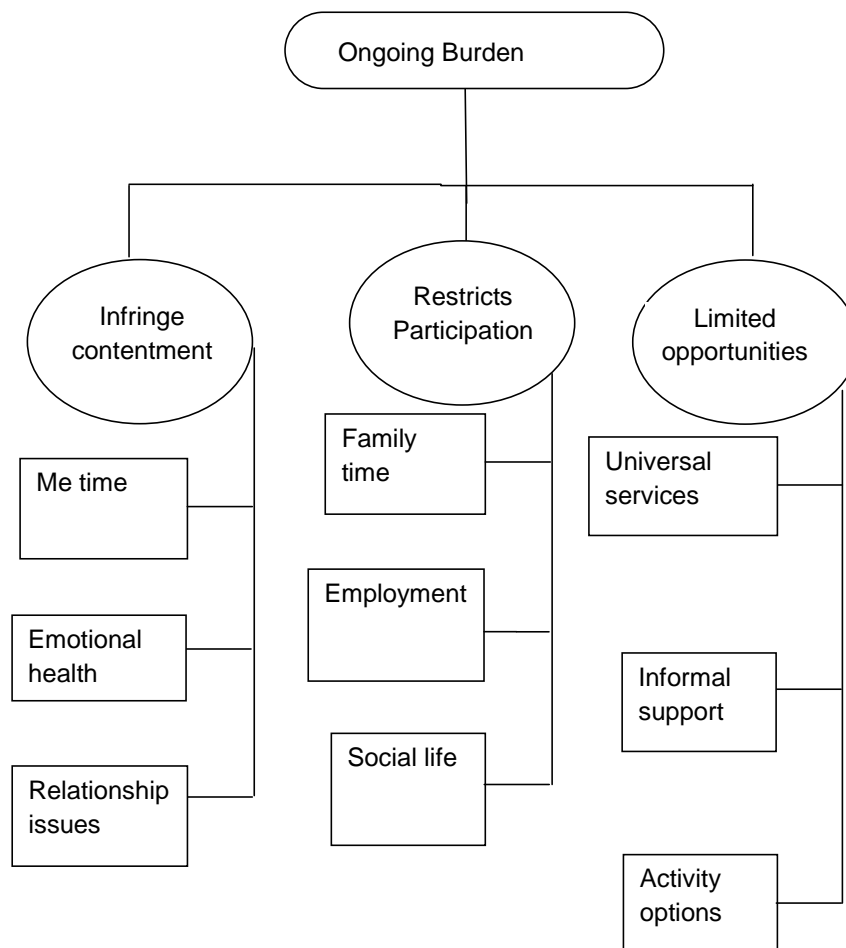 Ongoing Burden
Infringe
contentment
Restricts
Participation
Limited
opportunities
Me time
Emotional
health
Relationship
issues
Family
time
Employment
Social life
Universal
services
Informal
support
Activity
options